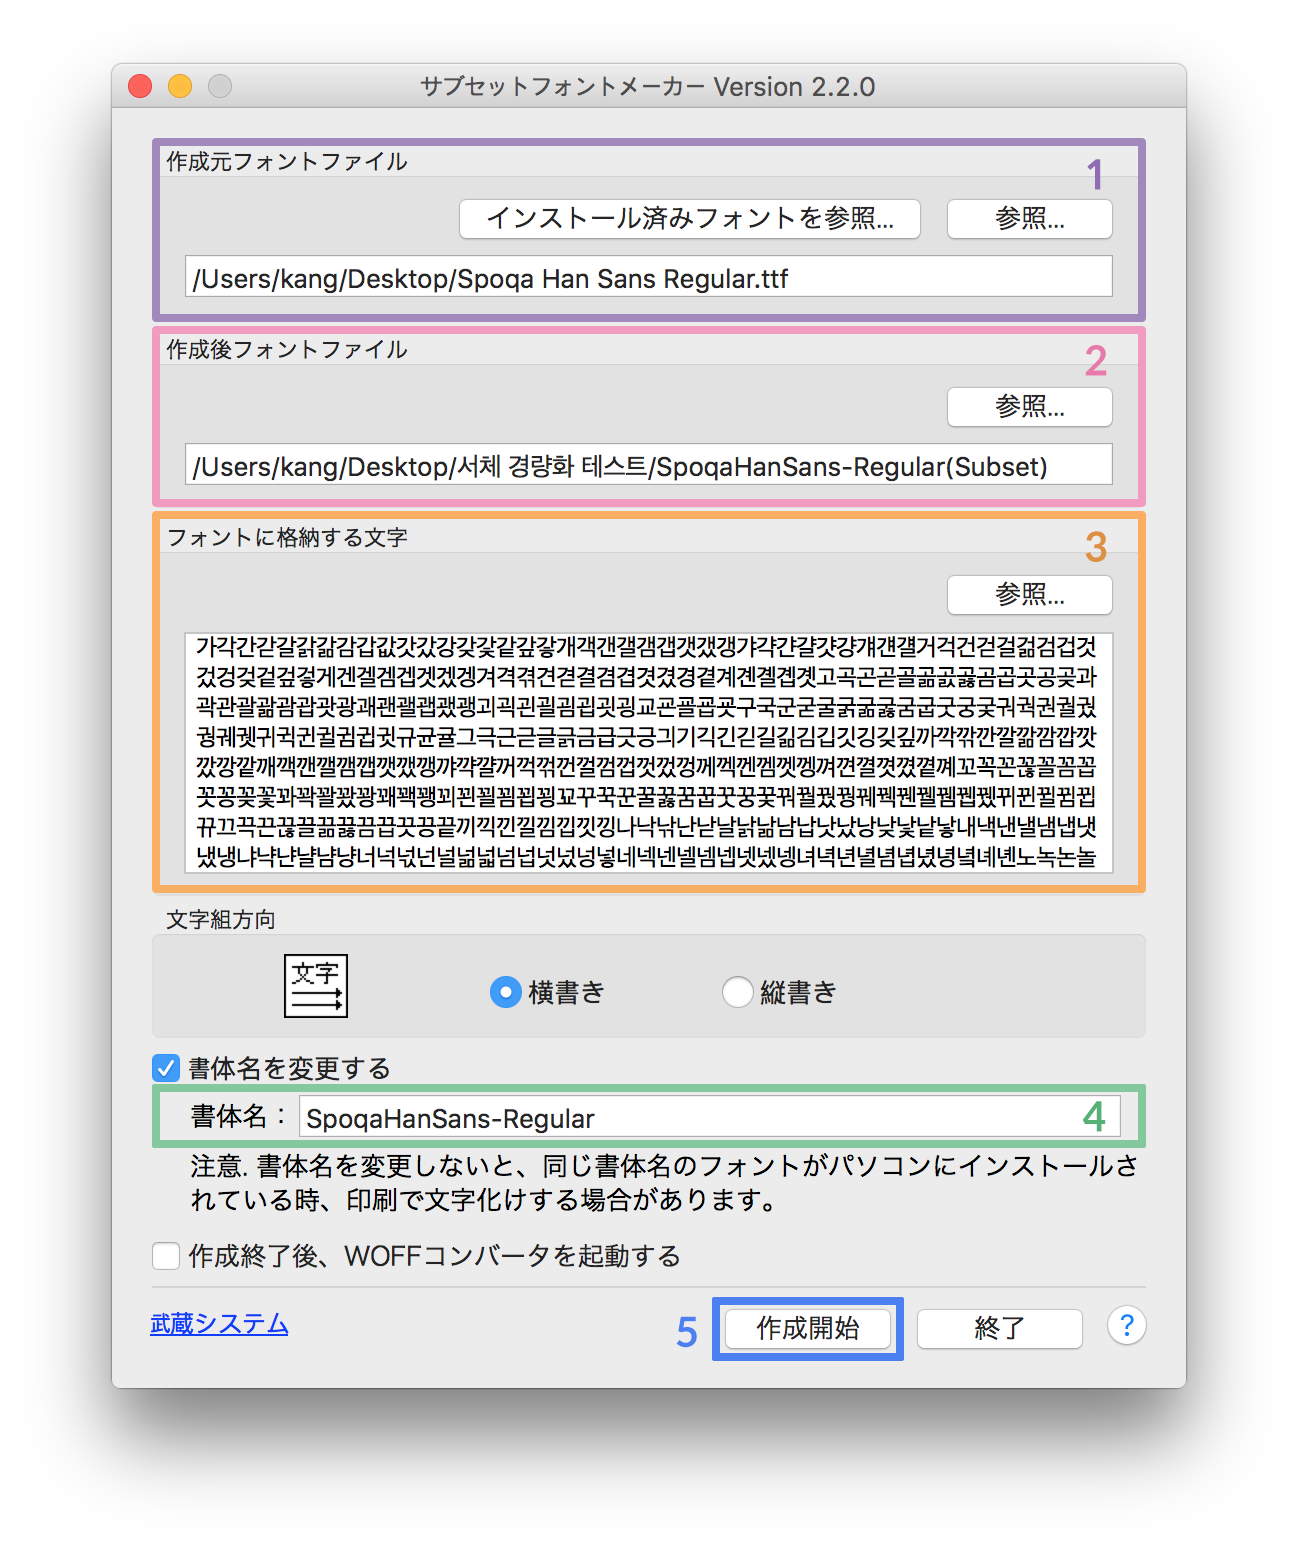 サブセットフォントメーカー Version 2.2.0
作成元フォントファイル
1
インストール済みフォントを参照...
参照...
/Users/kang/Desktop/Spoqa Han Sans Regular.ttf
作成後フォントファイル
2
参照...
/Users/kang/Desktop/서체 경량화 테스트/SpoqaHanSans-Regular(Subset)
フォントに格納する文字
3
参照...
가각간갇갈갉갊감갑값갓갔강갖갗같갚갛개객갠갤갬갭갯갰갱갸갹갼걀걋걍걔걘걜거걱건걷걸걺검겁것
겄겅겆겉겊겋게겐겔겜겝겟겠겡겨격겪견겯결겸겹겻겼경곁계곈곌곕곗고곡곤곧골곪곬곯곰곱곳공곶과
곽관괄괆괌괍괏광괘괜괠괩괬괭괴괵괸괼굄굅굇굉교굔굘굡굣구국군굳굴굵굶굻굼굽굿궁궂궈궉권궐궜
궝궤궷귀귁귄귈귐귑귓규균귤그극근귿글긁금급긋긍긔기긱긴긷길긺김깁깃깅깆깊까깍깎깐깔깖깜깝깟
깠깡깥깨깩깬깰깸깹깻깼깽꺄꺅꺌꺼꺽꺾껀껄껌껍껏껐껑께껙껜껨껫껭껴껸껼꼇꼈꼍꼐꼬꼭꼰꼲꼴꼼꼽
꼿꽁꽂꽃꽈꽉꽐꽜꽝꽤꽥꽹꾀꾄꾈꾐꾑꾕꾜꾸꾹꾼꿀꿇꿈꿉꿋꿍꿎꿔꿜꿨꿩꿰꿱꿴꿸뀀뀁뀄뀌뀐뀔뀜뀝
뀨끄끅끈끊끌끎끓끔끕끗끙끝끼끽낀낄낌낍낏낑나낙낚난낟날낡낢남납낫났낭낮낯낱낳내낵낸낼냄냅냇
냈냉냐냑냔냘냠냥너넉넋넌널넒넓넘넙넛넜넝넣네넥넨넬넴넵넷넸넹녀녁년녈념녑녔녕녘녜녠노녹논놀
文字組方向
文字
横書き
縦書き
書体名を変更する
書体名：
SpoqaHanSans-Regular
4
注意. 書体名を変更しないと、同じ書体名のフォントがパソコンにインストールさ
れている時、印刷で文字化けする場合があります。
作成終了後、WOFFコンバータを起動する
武蔵システム
5
作成開始
終了
?